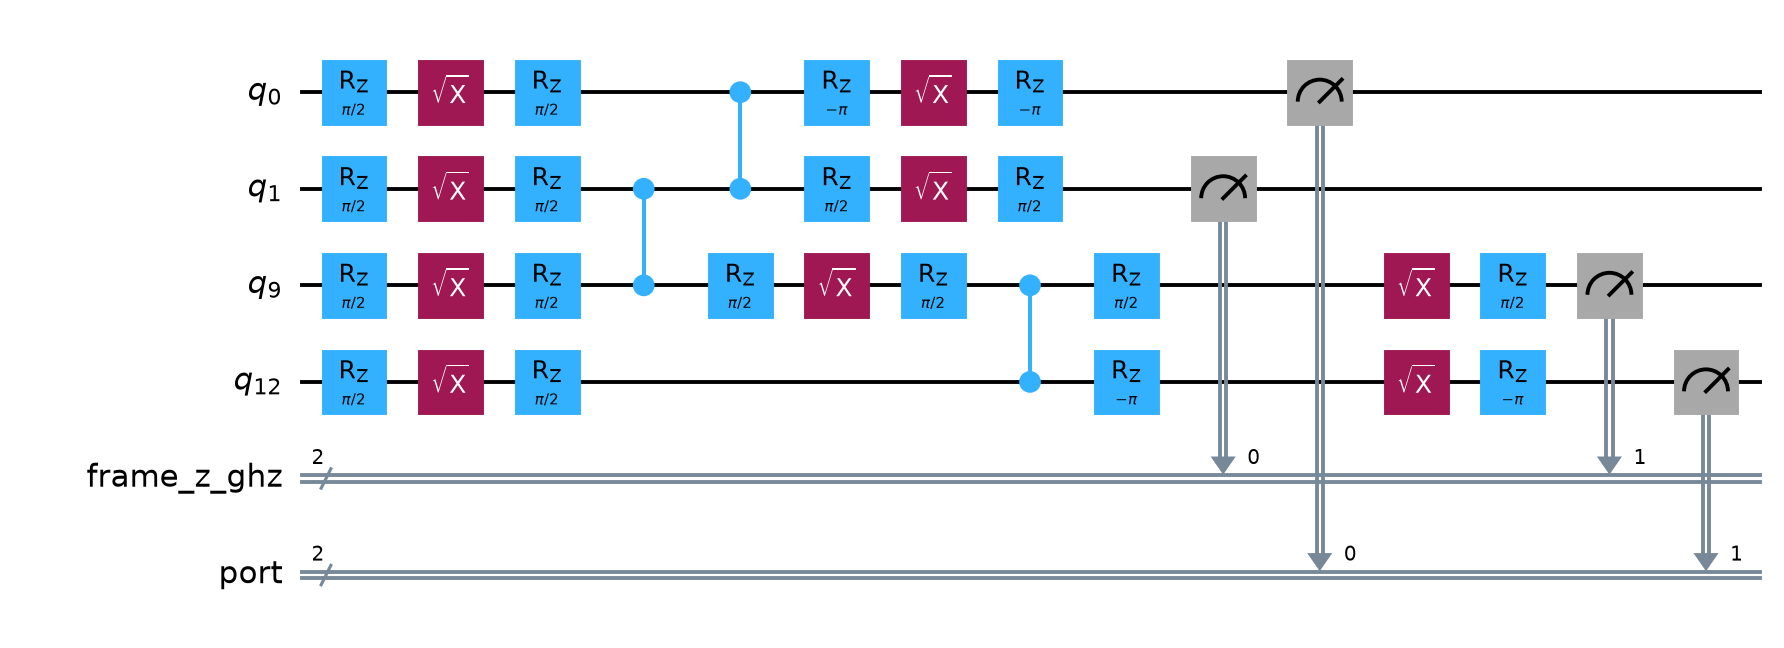 q0 RZ π/2 √X RZ π/2 RZ −π √X RZ −π
q1 RZ π/2 √X RZ π/2 RZ π/2 √X RZ π/2
q9 RZ π/2 √X RZ π/2 RZ π/2 √X RZ π/2 RZ π/2 √X RZ π/2
q12 RZ π/2 √X RZ π/2 RZ −π √X RZ −π
frame_z_ghz 2 0 1
port 2 0 1